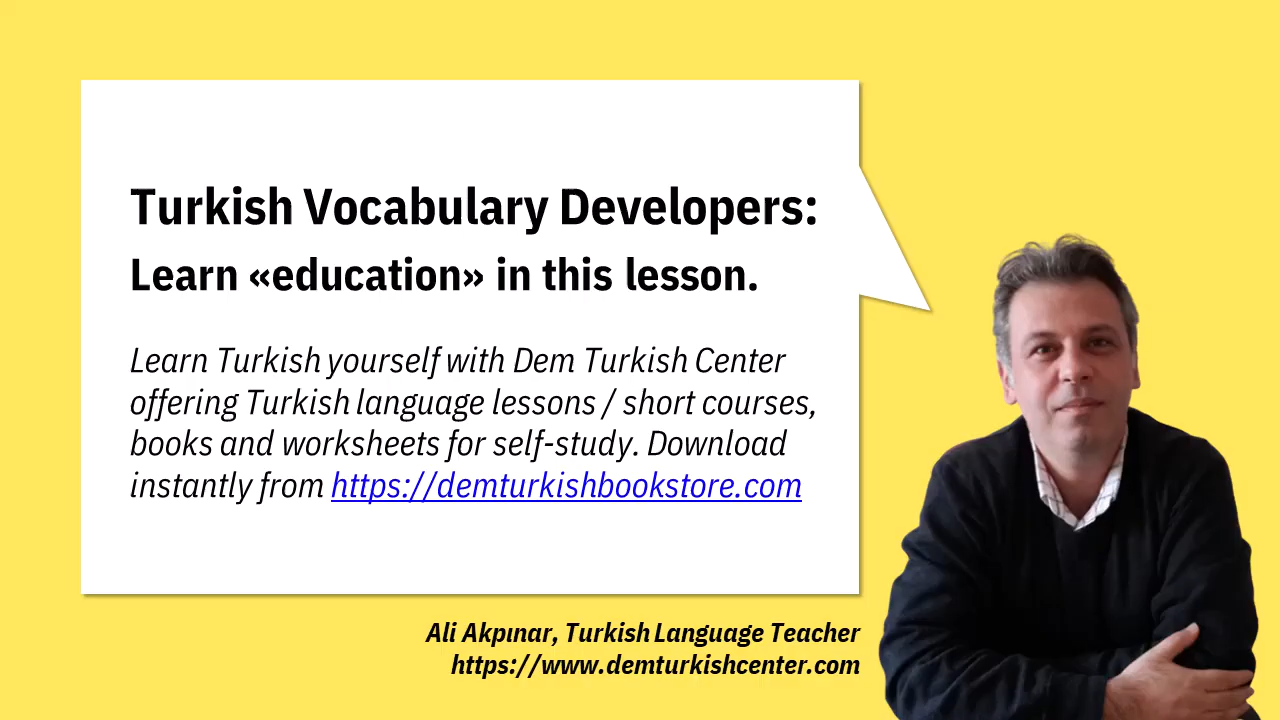 Turkish Vocabulary Developers:
Learn «education» in this lesson.
Learn Turkish yourself with Dem Turkish Center
offering Turkish language lessons / short courses,
books and worksheets for self-study. Download
instantly from https://demturkishbookstore.com
Ali Akpınar, Turkish Language Teacher
https://www.demturkishcenter.com